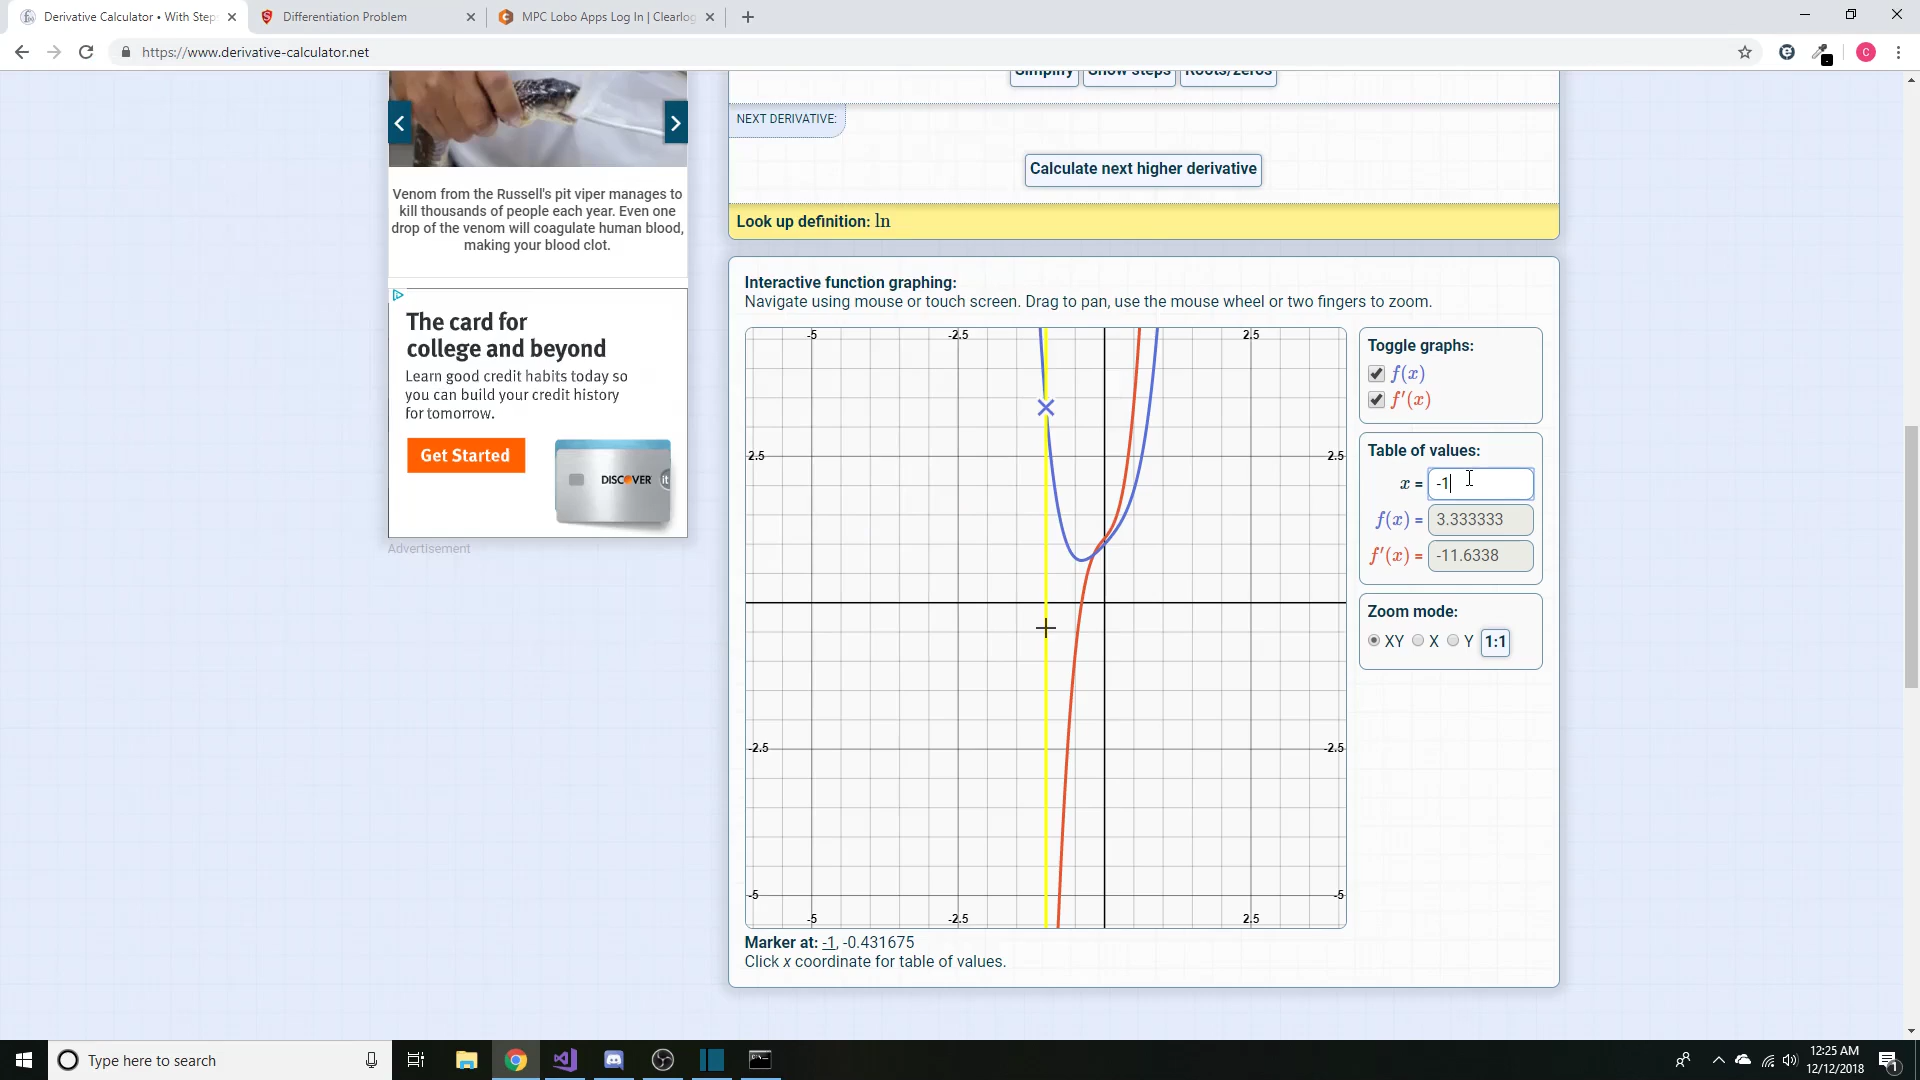 Derivative Calculator • With Step
Differentiation Problem
MPC Lobo Apps Log In | Clearlog
https://www.derivative-calculator.net
C
Simplify Show steps Roots/zeros
NEXT DERIVATIVE:
Calculate next higher derivative
Look up definition: ln
Venom from the Russell's pit viper manages to
kill thousands of people each year. Even one
drop of the venom will coagulate human blood,
making your blood clot.
The card for
college and beyond
Learn good credit habits today so
you can build your credit history
for tomorrow.
Get Started
DISCOVER it
Advertisement
Interactive function graphing:
Navigate using mouse or touch screen. Drag to pan, use the mouse wheel or two fingers to zoom.
-5 -2.5 2.5
2.5 2.5
-2.5 -2.5
-5 -5
-5 -2.5 2.5
Marker at: -1, -0.431675
Click x coordinate for table of values.
Toggle graphs:
f(x)
f′(x)
Table of values:
x = -1
f(x) = 3.333333
f′(x) = -11.6338
Zoom mode:
XY X Y 1:1
Type here to search
12:25 AM
12/12/2018
1